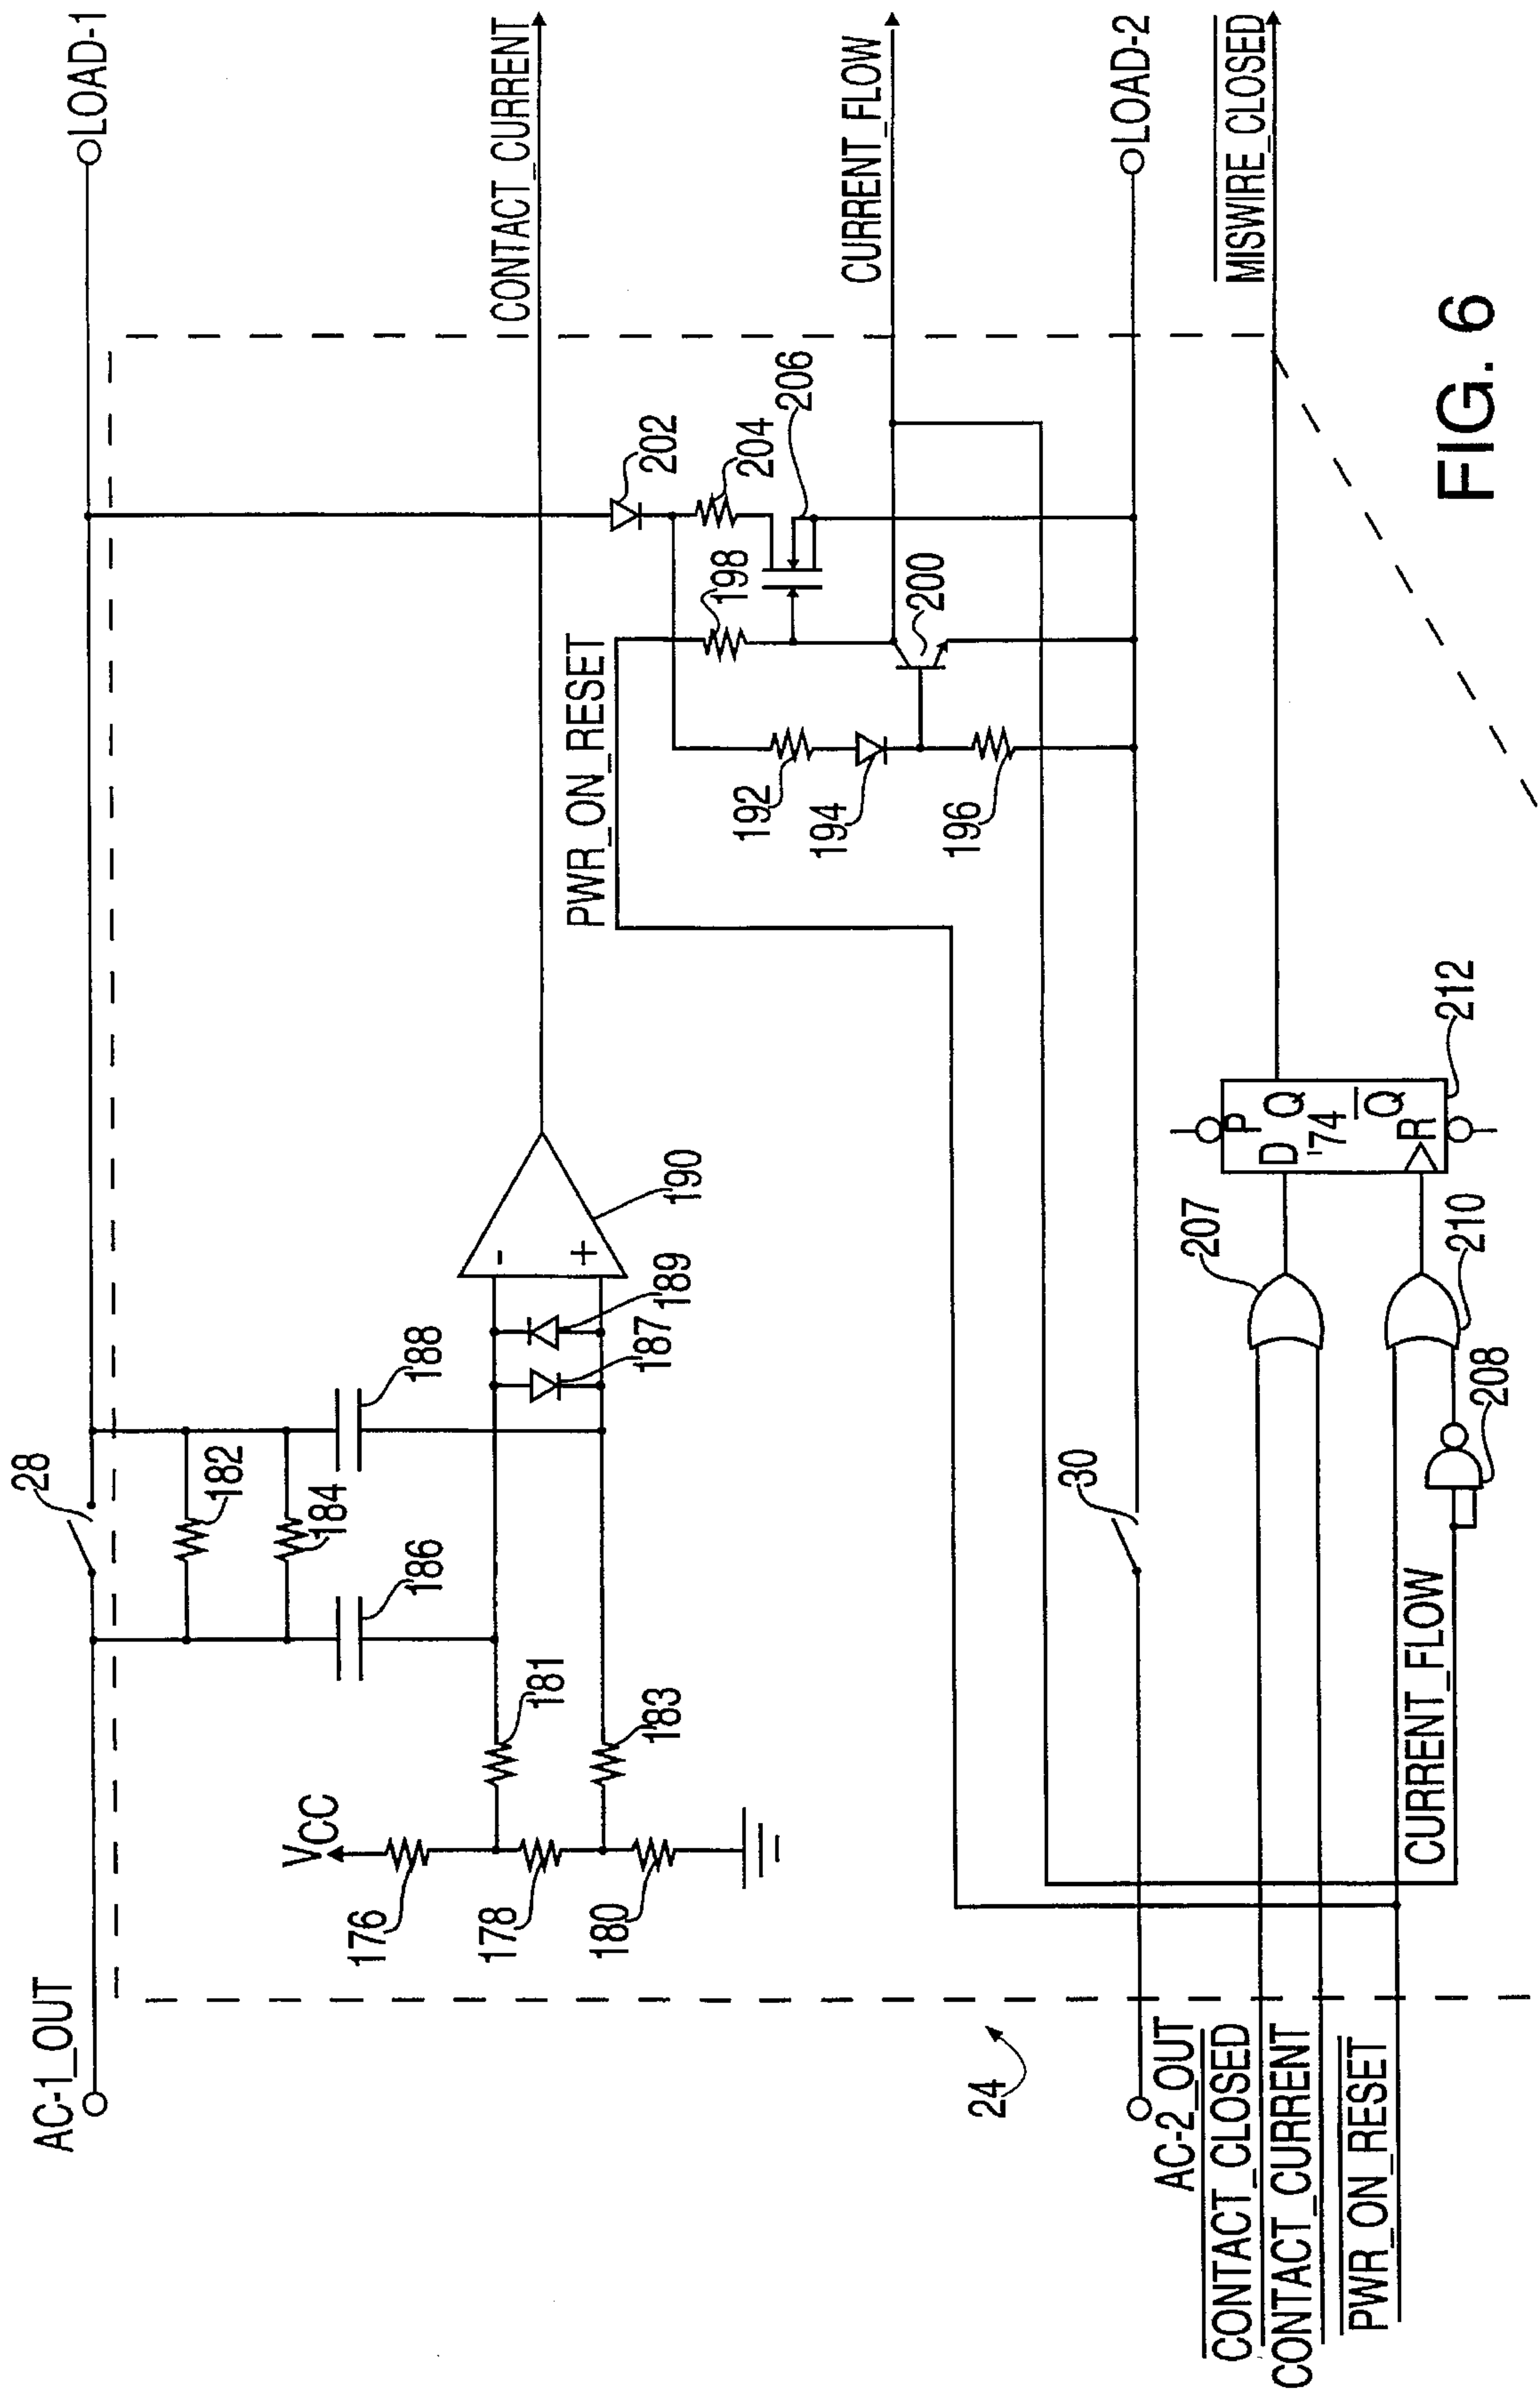 AC-1_OUT
28
LOAD-1
182
184
186
188
VCC
176
178
180
181
183
-
+
187
189
190
CONTACT_CURRENT
PWR_ON_RESET
192
194
196
198
200
202
204
206
CURRENT_FLOW
24
30
AC-2_OUT
LOAD-2
CONTACT_CLOSED
CONTACT_CURRENT
PWR_ON_RESET
CURRENT_FLOW
207
208
210
P
D Q
'74
Q̅
R
212
MISWIRE_CLOSED
FIG. 6